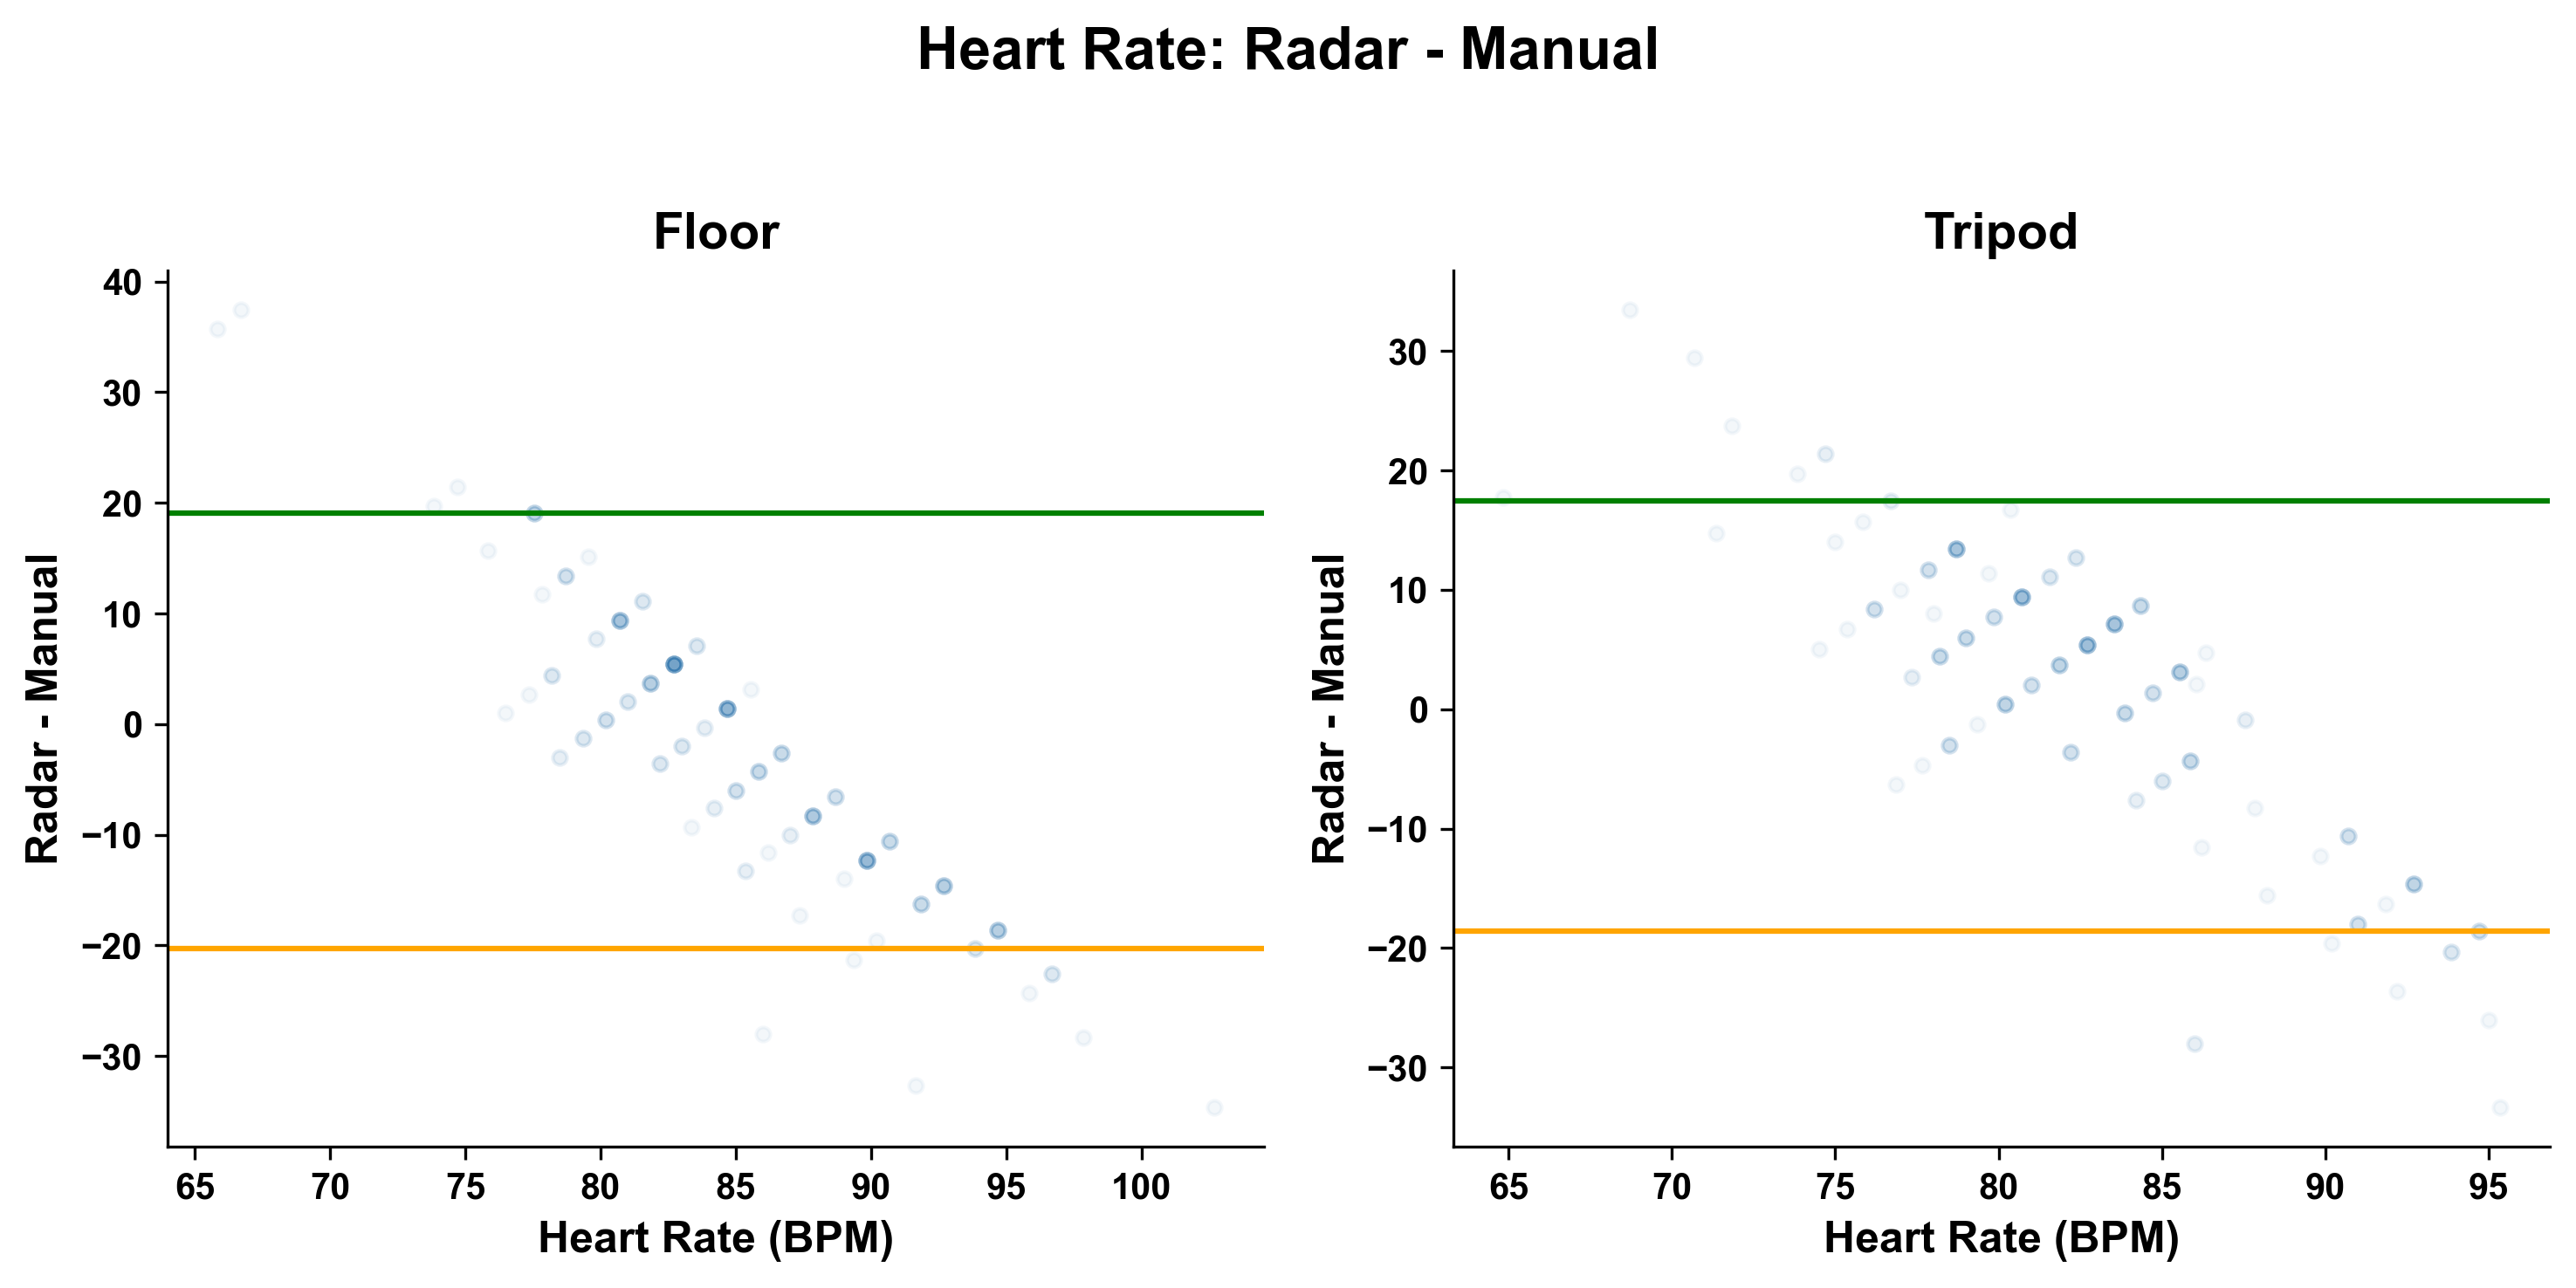 Heart Rate: Radar - Manual
Floor
40
30
20
10
0
−10
−20
−30
Radar - Manual
65 70 75 80 85 90 95 100
Heart Rate (BPM)
Tripod
30
20
10
0
−10
−20
−30
Radar - Manual
65 70 75 80 85 90 95
Heart Rate (BPM)